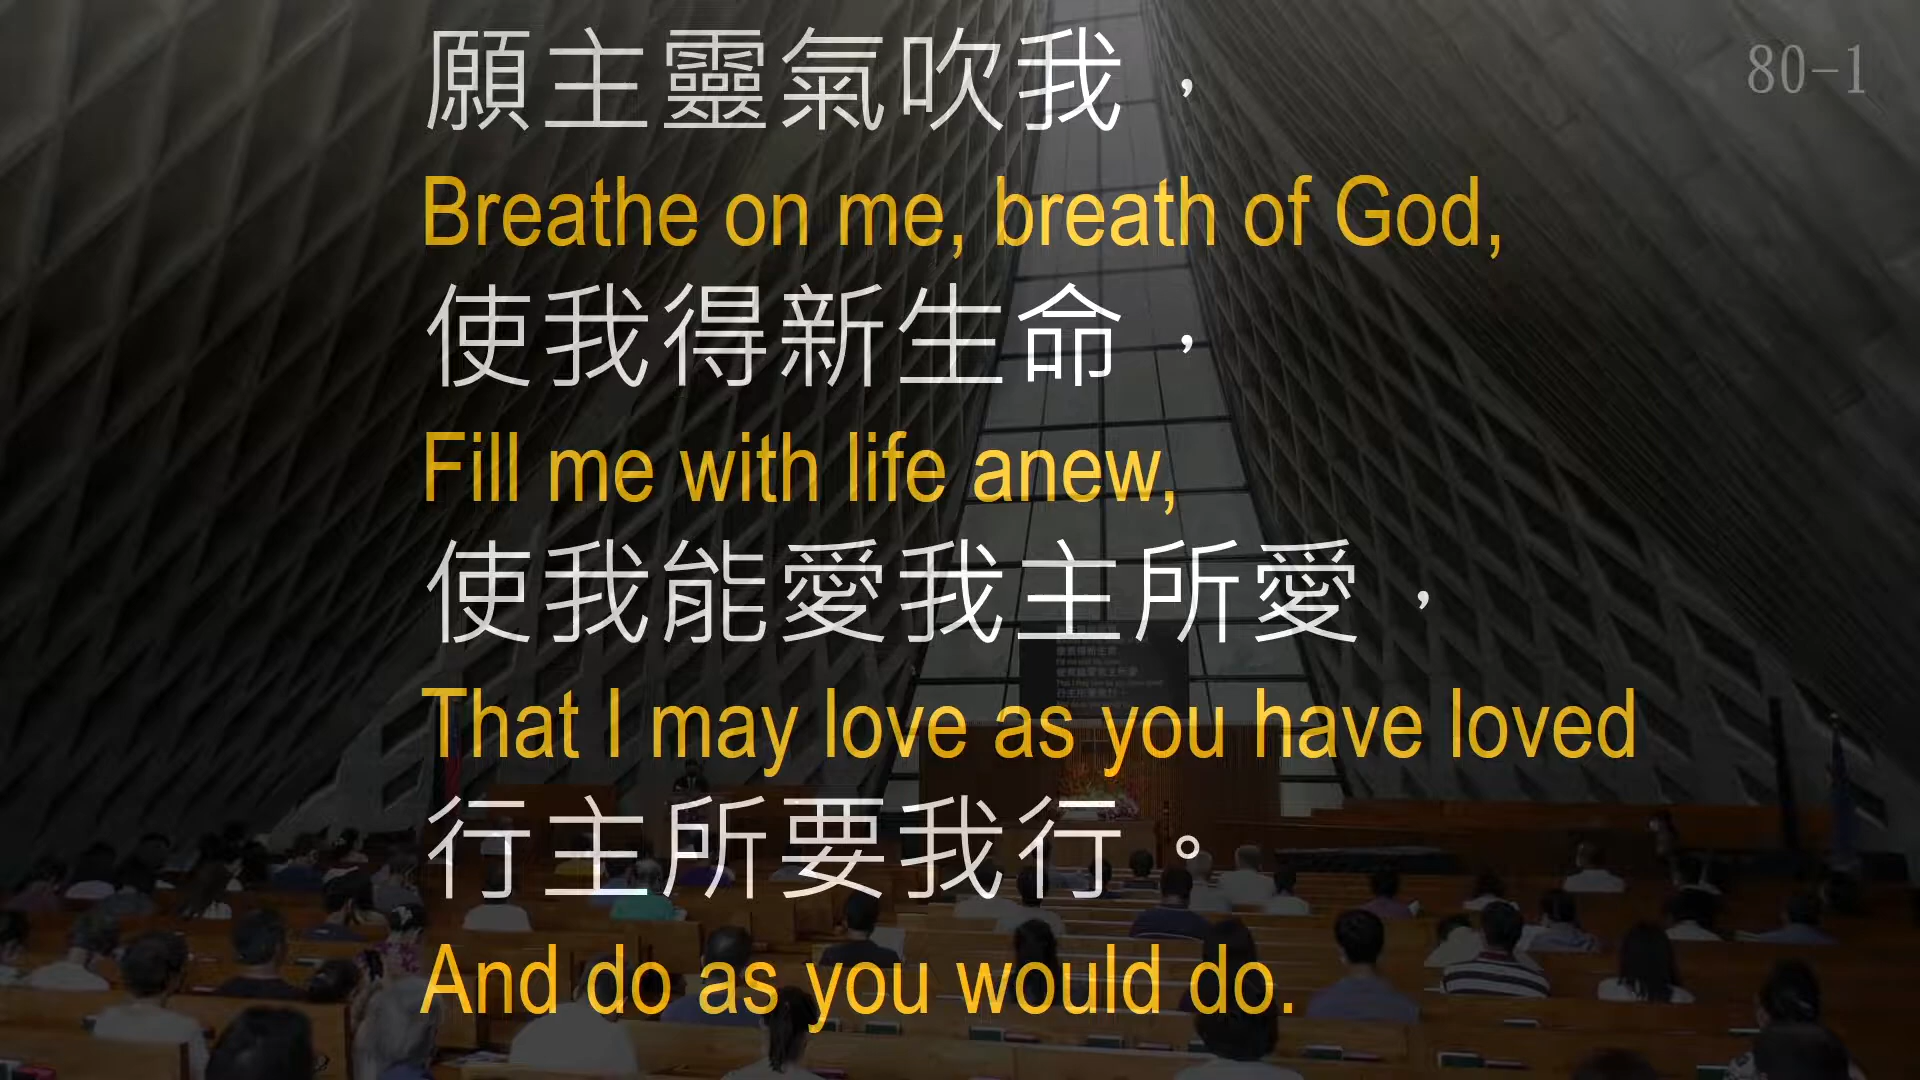 願主靈氣吹我，
80-1
Breathe on me, breath of God,
使我得新生命，
Fill me with life anew,
使我能愛我主所愛，
That I may love as you have loved
行主所要我行。
And do as you would do.